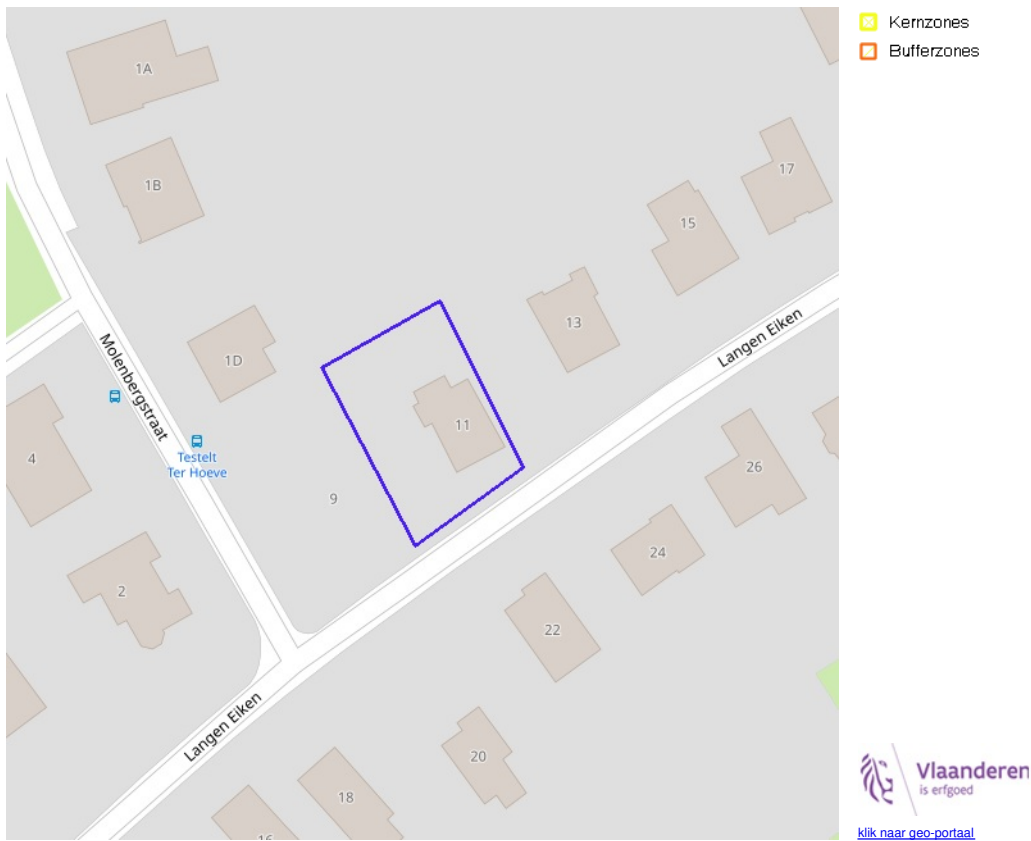 Kernzones
Bufferzones
1A
1B
17
15
13
Langen Eiken
1D
Molenbergstraat
11
4
Testelt
Ter Hoeve
26
9
24
2
22
Langen Eiken
20
18
16
Vlaanderen
is erfgoed
klik naar geo-portaal